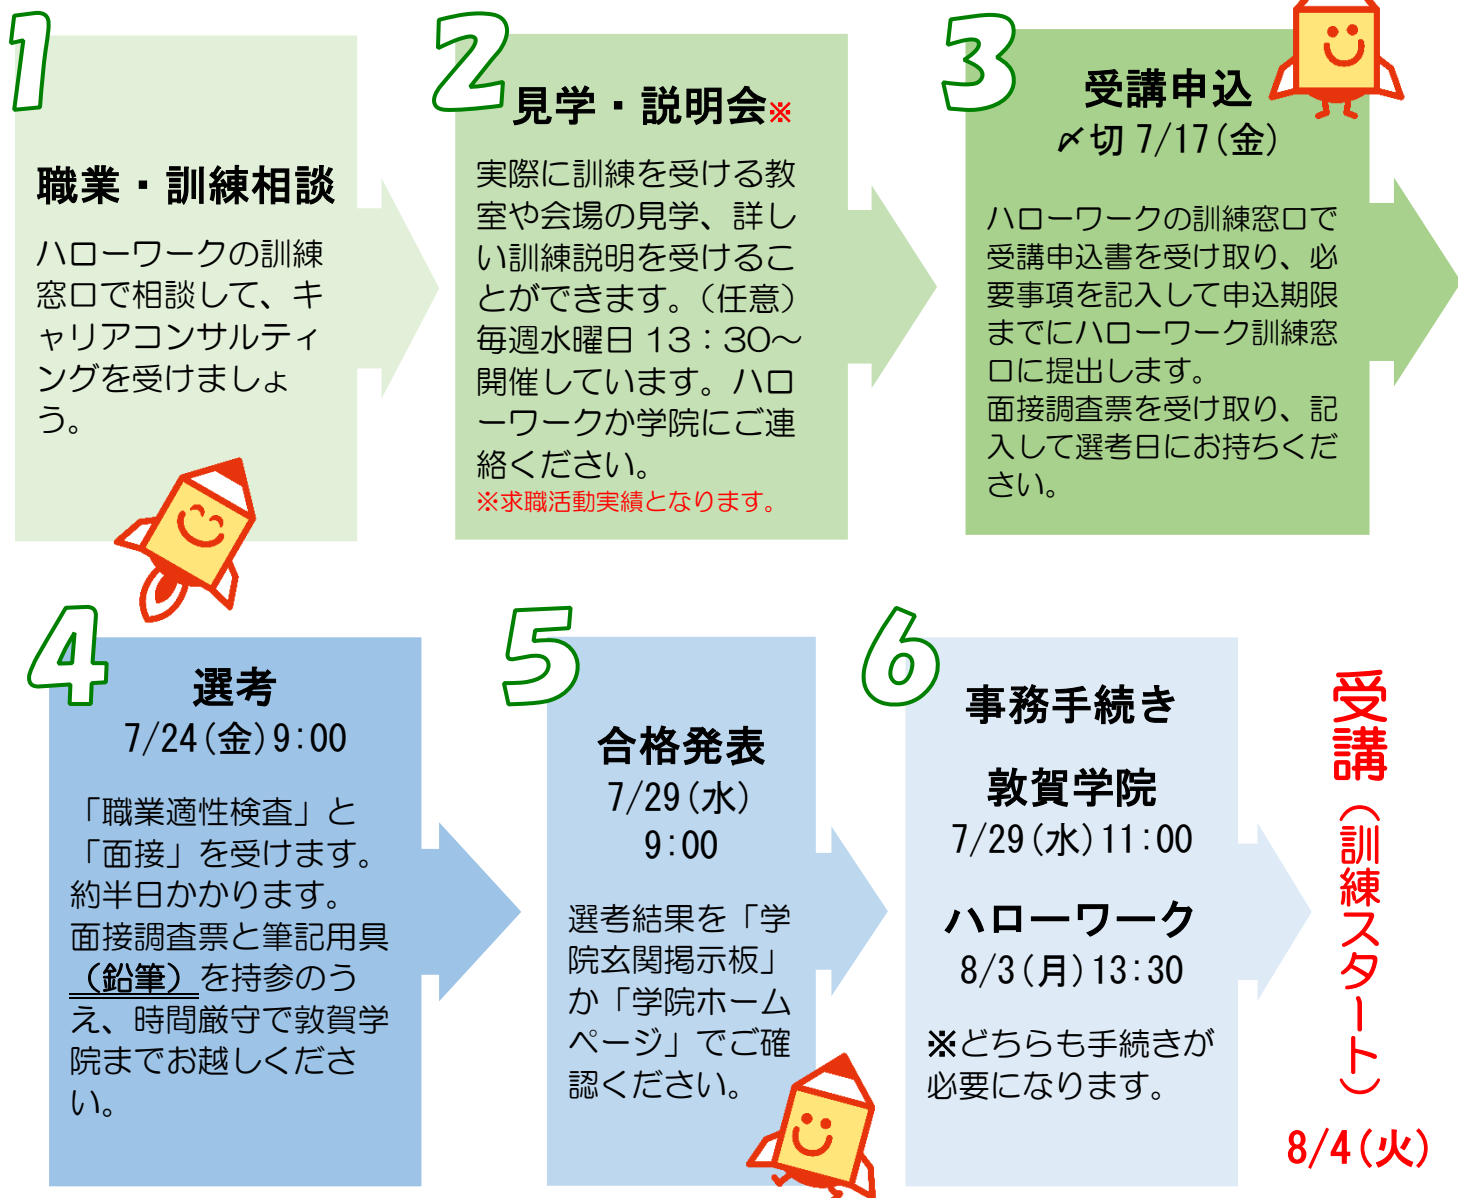 1
職業・訓練相談
ハローワークの訓練
窓口で相談して、キ
ャリアコンサルティ
ングを受けましょ
う。
2
見学・説明会※
実際に訓練を受ける教
室や会場の見学、詳し
い訓練説明を受けるこ
とができます。（任意）
毎週水曜日 13：30～
開催しています。ハロ
ーワークか学院にご連
絡ください。
※求職活動実績となります。
3
受講申込
〆切 7/17(金)
ハローワークの訓練窓口で
受講申込書を受け取り、必
要事項を記入して申込期限
までにハローワーク訓練窓
口に提出します。
面接調査票を受け取り、記
入して選考日にお持ちくだ
さい。
4
選考
7/24(金)9:00
「職業適性検査」と
「面接」を受けます。
約半日かかります。
面接調査票と筆記用具
（鉛筆）を持参のう
え、時間厳守で敦賀学
院までお越しくださ
い。
5
合格発表
7/29(水)
9:00
選考結果を「学
院玄関掲示板」
か「学院ホーム
ページ」でご確
認ください。
6
事務手続き
敦賀学院
7/29(水)11:00
ハローワーク
8/3(月)13:30
※どちらも手続きが
必要になります。
受講（訓練スタート）
8/4(火)